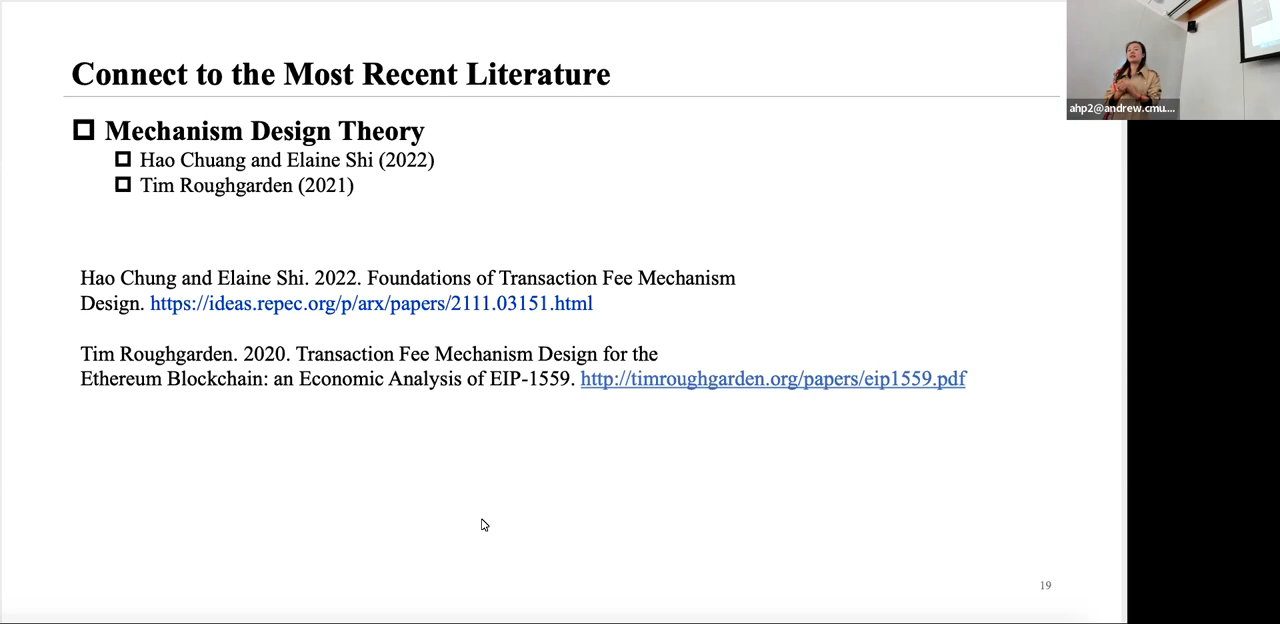 Connect to the Most Recent Literature
Mechanism Design Theory
Hao Chuang and Elaine Shi (2022)
Tim Roughgarden (2021)
Hao Chung and Elaine Shi. 2022. Foundations of Transaction Fee Mechanism
Design. https://ideas.repec.org/p/arx/papers/2111.03151.html
Tim Roughgarden. 2020. Transaction Fee Mechanism Design for the
Ethereum Blockchain: an Economic Analysis of EIP-1559. http://timroughgarden.org/papers/eip1559.pdf
19
ahp2@andrew.cmu....